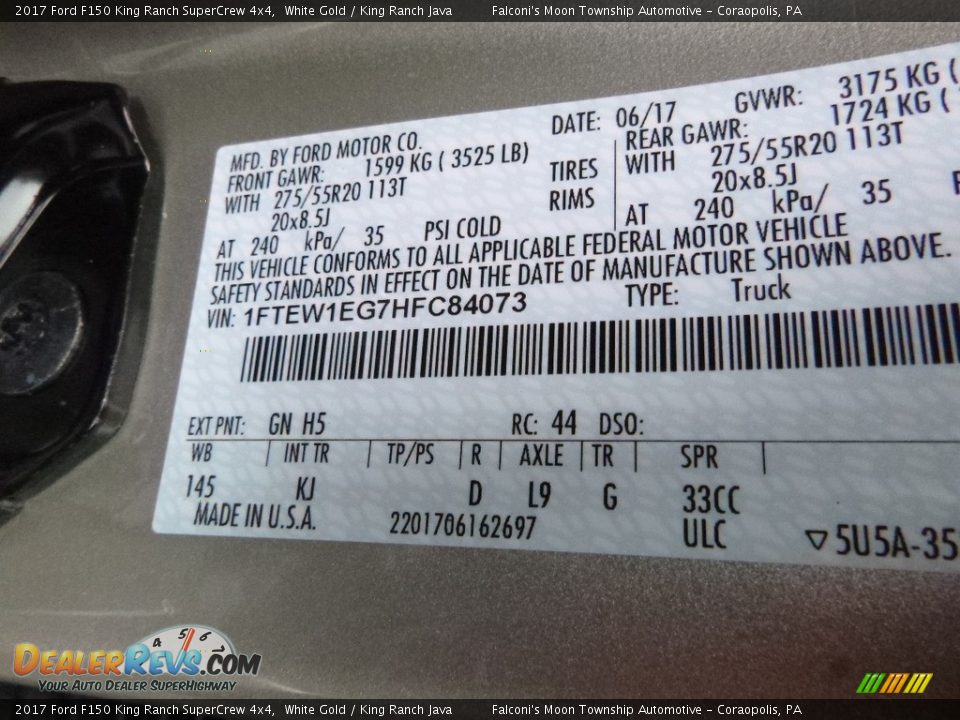 2017 Ford F150 King Ranch SuperCrew 4x4, White Gold / King Ranch Java Falconi's Moon Township Automotive - Coraopolis, PA
MFD. BY FORD MOTOR CO. DATE: 06/17 GVWR: 3175 KG (
FRONT GAWR: 1599 KG ( 3525 LB) REAR GAWR: 1724 KG (
WITH 275/55R20 113T TIRES WITH 275/55R20 113T
20x8.5J RIMS 20x8.5J
AT 240 kPa/ 35 PSI COLD AT 240 kPa/ 35
THIS VEHICLE CONFORMS TO ALL APPLICABLE FEDERAL MOTOR VEHICLE
SAFETY STANDARDS IN EFFECT ON THE DATE OF MANUFACTURE SHOWN ABOVE.
VIN: 1FTEW1EG7HFC84073 TYPE: Truck
EXT PNT: GN H5 RC: 44 DSO:
WB INT TR TP/PS R AXLE TR SPR
145 KJ D L9 G 33CC
MADE IN U.S.A. 2201706162697 ULC ▽5U5A-35
4 5 6 7
DEALERREVS.COM
YOUR AUTO DEALER SUPERHIGHWAY
2017 Ford F150 King Ranch SuperCrew 4x4, White Gold / King Ranch Java Falconi's Moon Township Automotive - Coraopolis, PA